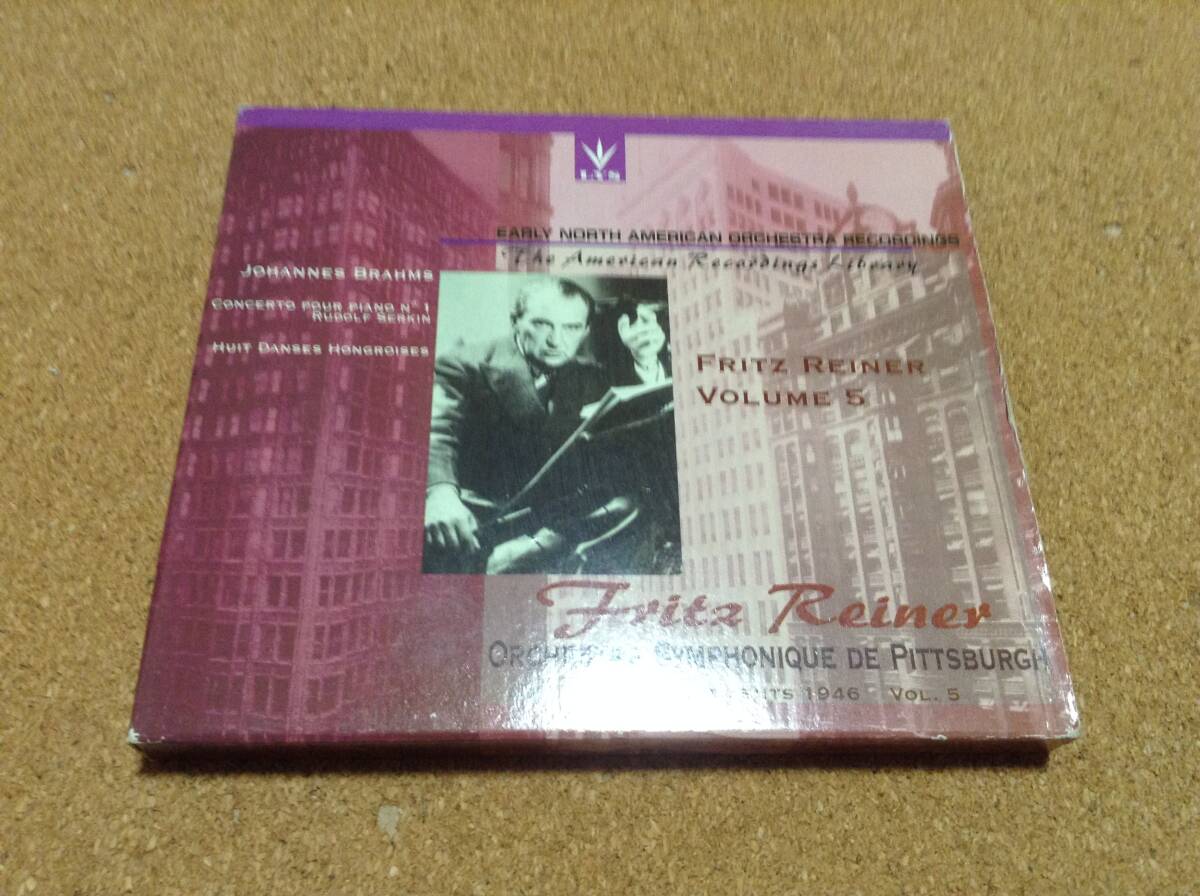 LYS
EARLY NORTH AMERICAN ORCHESTRA RECORDINGS
The American Recordings Library
JOHANNES BRAHMS
CONCERTO POUR PIANO N° 1
RUDOLF SERKIN
HUIT DANSES HONGROISES
FRITZ REINER
VOLUME 5
Fritz Reiner
SYMPHONIQUE DE PITTSBURGH
1946 VOL. 5